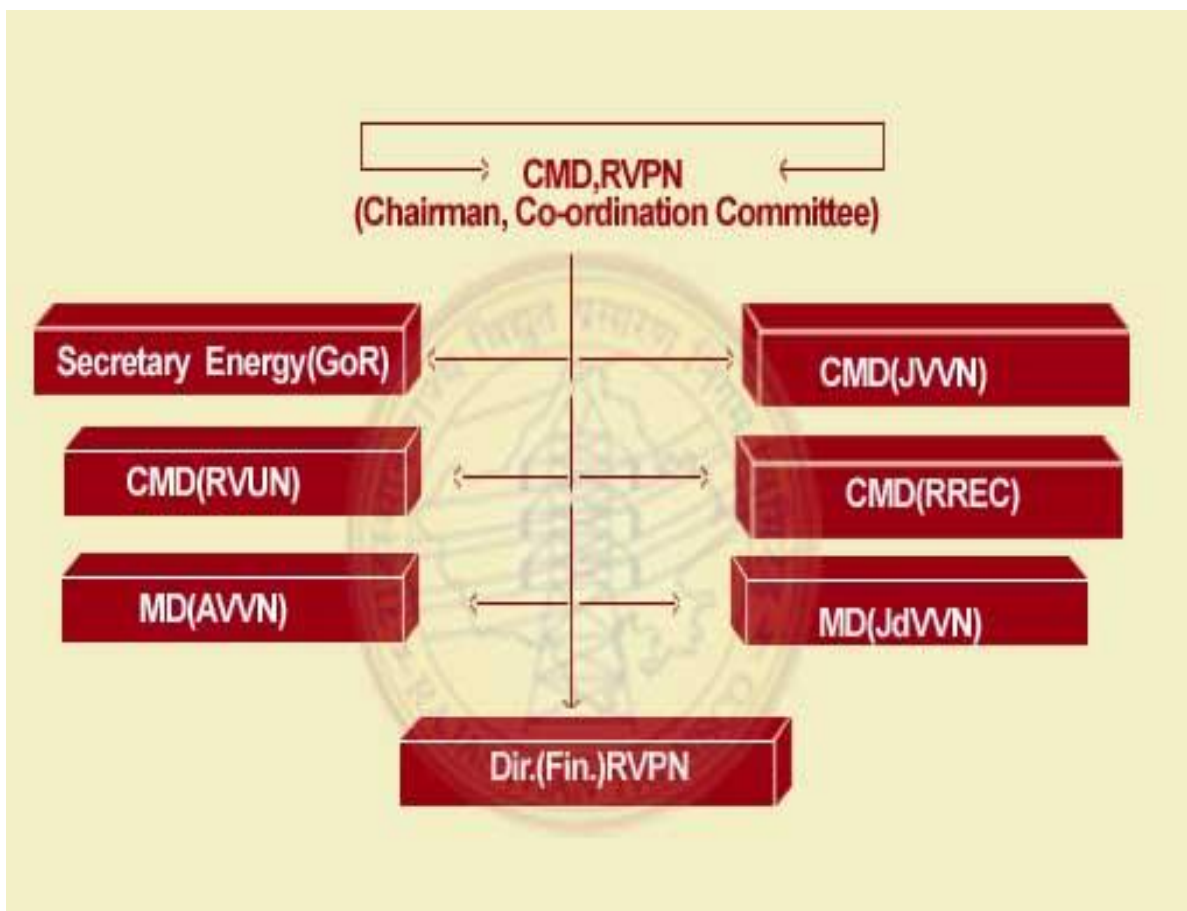 CMD,RVPN
(Chairman, Co-ordination Committee)
Secretary Energy(GoR)
CMD(JVVN)
CMD(RVUN)
CMD(RREC)
MD(AVVN)
MD(JdVVN)
Dir.(Fin.)RVPN